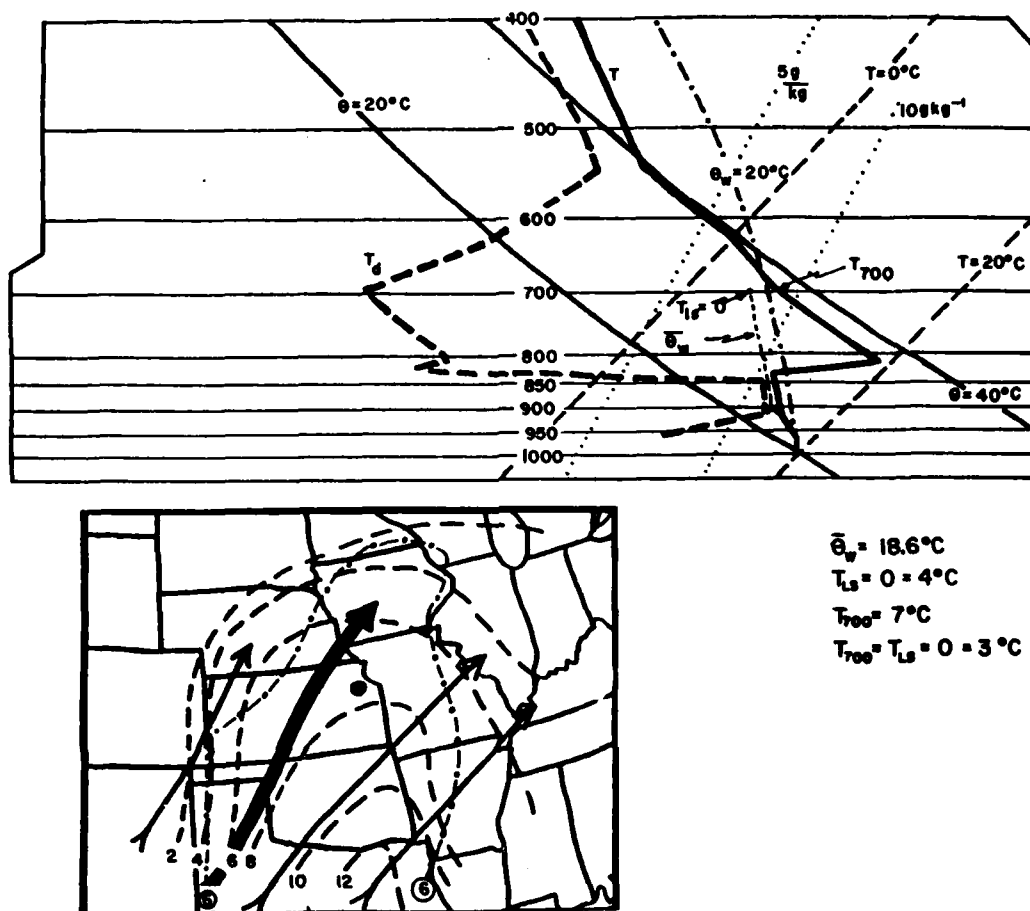 400
5g
kg
T
T=0°C
θ=20°C
10gkg⁻¹
500
θw=20°C
600
Td
T700
T=20°C
700
TLS=0
θ̄w
800
850
θ=40°C
900
950
1000
θ̄w= 18.6°C
TLS = 0 = 4°C
T700= 7°C
T700= TLS = 0 = 3°C
2 4 6 8 10 12
6